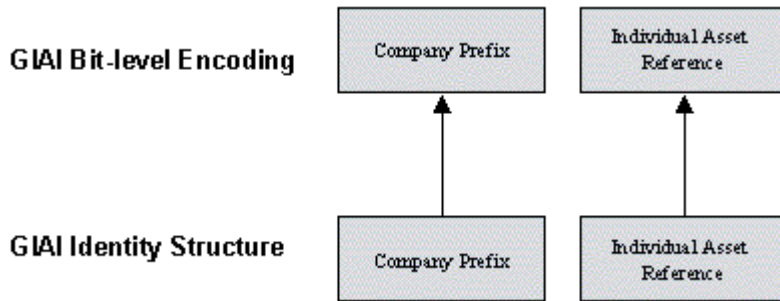 GIAI Bit-level Encoding
Company Prefix
Individual Asset
Reference
GIAI Identity Structure
Company Prefix
Individual Asset
Reference